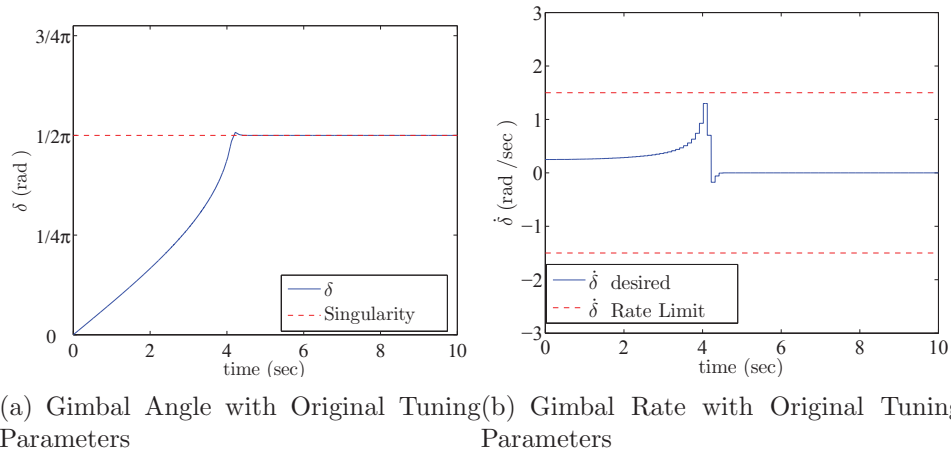 3/4π
1/2π
1/4π
0
δ (rad )
0 2 4 6 8 10
time (sec)
δ
Singularity
3
2
1
0
−1
−2
−3
δ̇ (rad /sec )
0 2 4 6 8 10
time (sec)
δ̇ desired
δ̇ Rate Limit
(a) Gimbal Angle with Original Tuning
Parameters
(b) Gimbal Rate with Original Tuning
Parameters